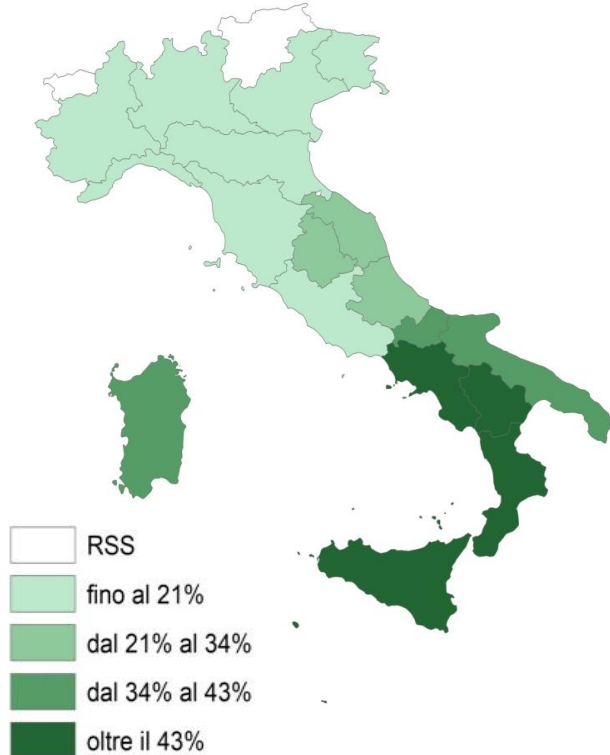 RSS
fino al 21%
dal 21% al 34%
dal 34% al 43%
oltre il 43%